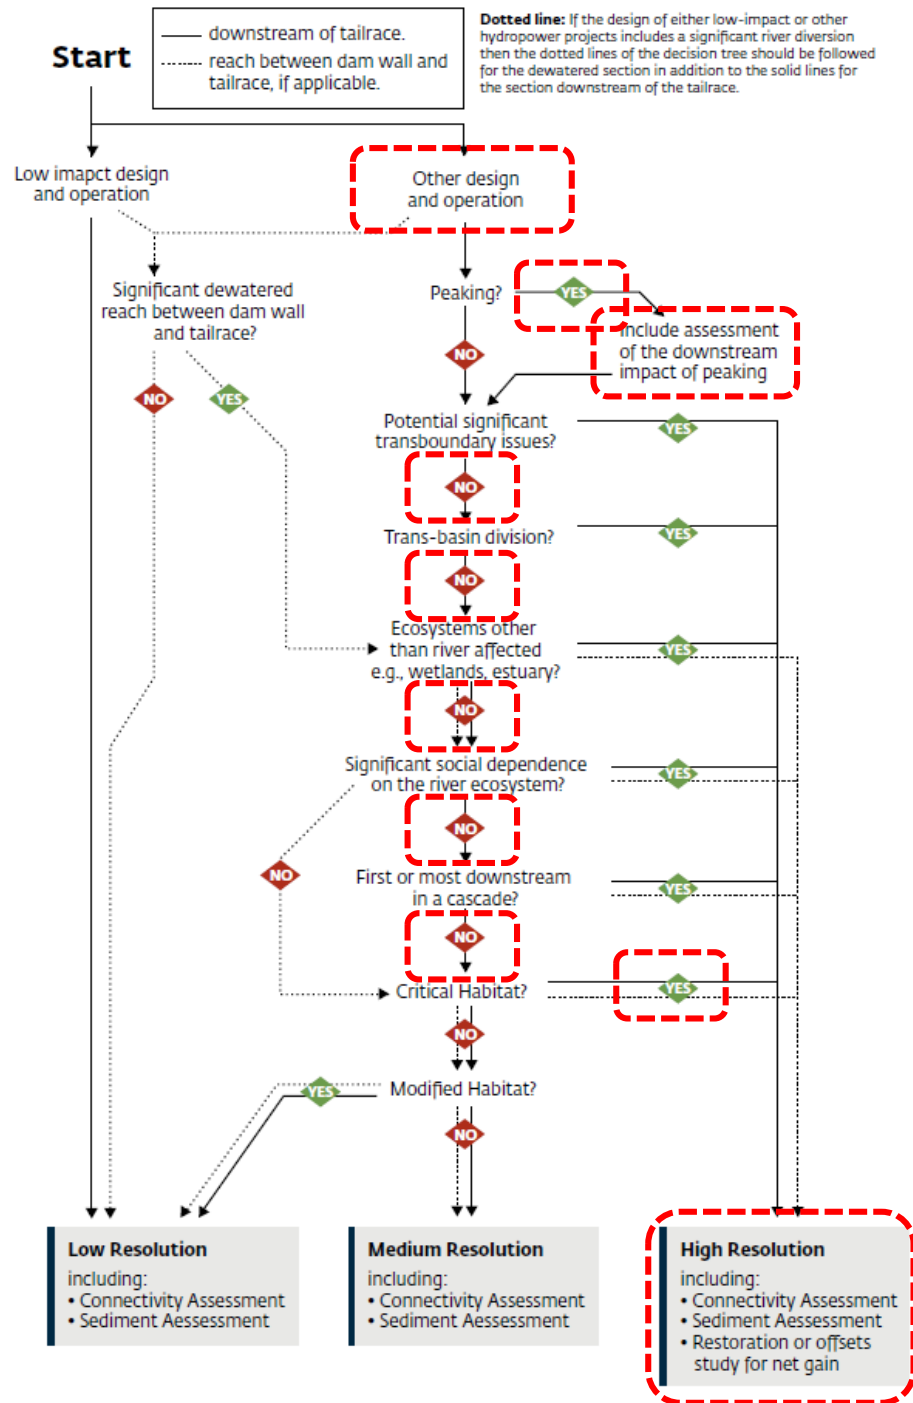 Start
downstream of tailrace.
reach between dam wall and
tailrace, if applicable.
Dotted line: If the design of either low-impact or other
hydropower projects includes a significant river diversion
then the dotted lines of the decision tree should be followed
for the dewatered section in addition to the solid lines for
the section downstream of the tailrace.
Low imapct design
and operation
Other design
and operation
Significant dewatered
reach between dam wall
and tailrace?
Peaking?
YES
Include assessment
of the downstream
impact of peaking
NO
NO
YES
Potential significant
transboundary issues?
YES
NO
Trans-basin division?
YES
NO
Ecosystems other
than river affected
e.g., wetlands, estuary?
YES
NO
Significant social dependence
on the river ecosystem?
YES
NO
NO
First or most downstream
in a cascade?
YES
NO
Critical Habitat?
YES
NO
Modified Habitat?
YES
NO
Low Resolution
including:
• Connectivity Assessment
• Sediment Aessessment
Medium Resolution
including:
• Connectivity Assessment
• Sediment Aessessment
High Resolution
including:
• Connectivity Assessment
• Sediment Aessessment
• Restoration or offsets
study for net gain